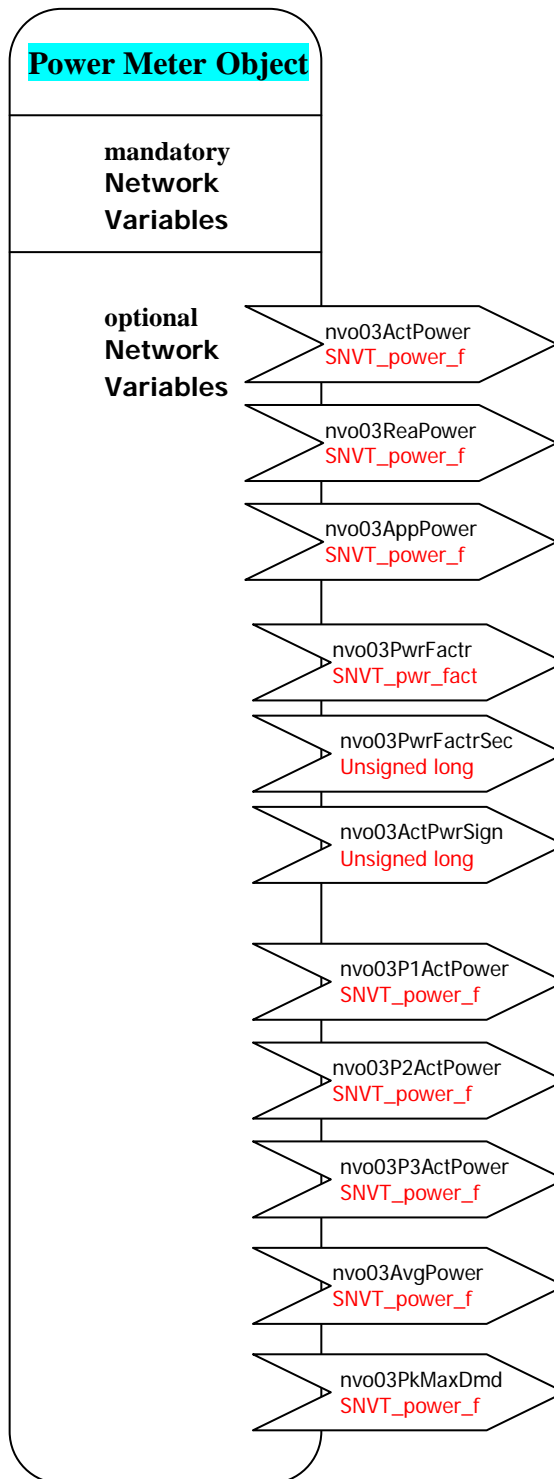 Power Meter Object
mandatory
Network
Variables
optional
Network
Variables
nvo03ActPower
SNVT_power_f
nvo03ReaPower
SNVT_power_f
nvo03AppPower
SNVT_power_f
nvo03PwrFactr
SNVT_pwr_fact
nvo03PwrFactrSec
Unsigned long
nvo03ActPwrSign
Unsigned long
nvo03P1ActPower
SNVT_power_f
nvo03P2ActPower
SNVT_power_f
nvo03P3ActPower
SNVT_power_f
nvo03AvgPower
SNVT_power_f
nvo03PkMaxDmd
SNVT_power_f